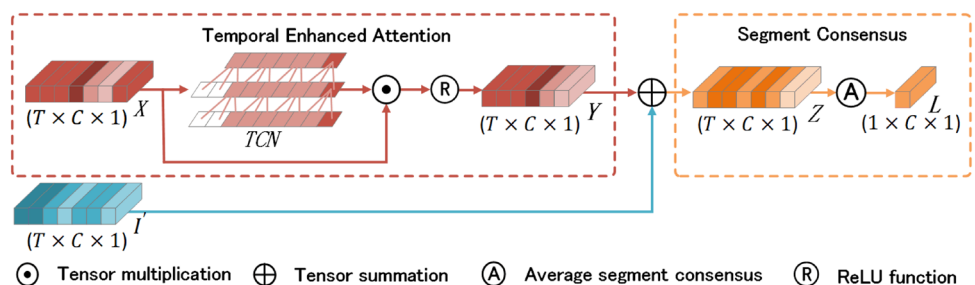 Temporal Enhanced Attention
Segment Consensus
X
(T × C × 1)
TCN
R
Y
(T × C × 1)
Z
(T × C × 1)
A
L
(1 × C × 1)
I'
(T × C × 1)
Tensor multiplication
Tensor summation
A Average segment consensus
R ReLU function